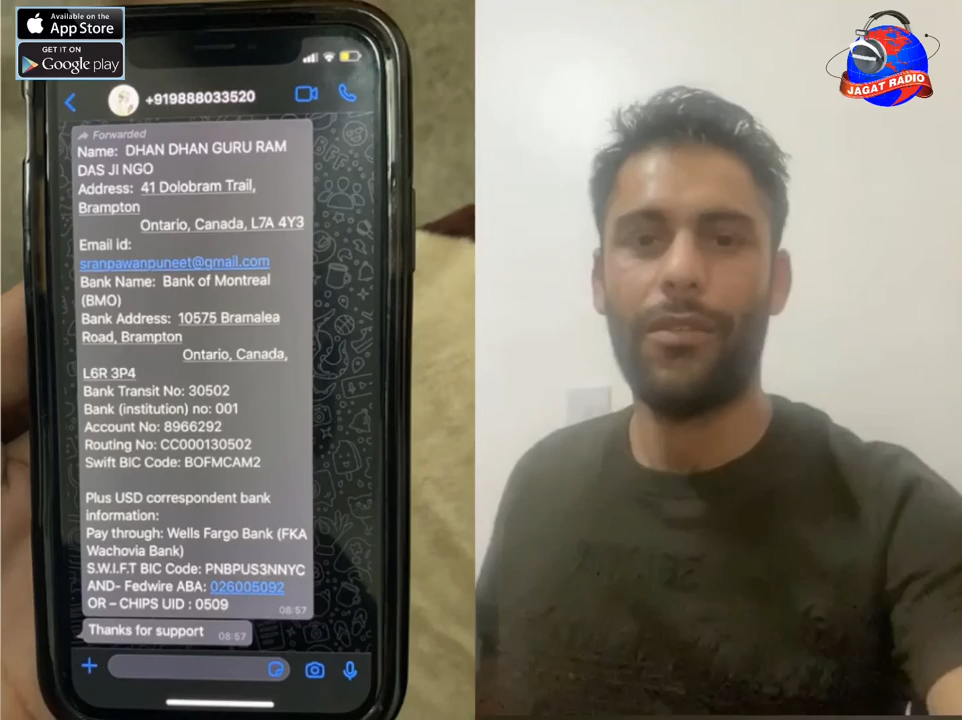 Available on the
App Store
GET IT ON
Google play
JAGAT RADIO
+919888033520
Forwarded
Name: DHAN DHAN GURU RAM
DAS JI NGO
Address: 41 Dolobram Trail,
Brampton
Ontario, Canada, L7A 4Y3
Email id:
sranpawanpuneet@gmail.com
Bank Name: Bank of Montreal
(BMO)
Bank Address: 10575 Bramalea
Road, Brampton
Ontario, Canada,
L6R 3P4
Bank Transit No: 30502
Bank (institution) no: 001
Account No: 8966292
Routing No: CC000130502
Swift BIC Code: BOFMCAM2
Plus USD correspondent bank
information:
Pay through: Wells Fargo Bank (FKA
Wachovia Bank)
S.W.I.F.T BIC Code: PNBPUS3NNYC
AND- Fedwire ABA: 026005092
OR – CHIPS UID : 0509
08:57
Thanks for support 08:57